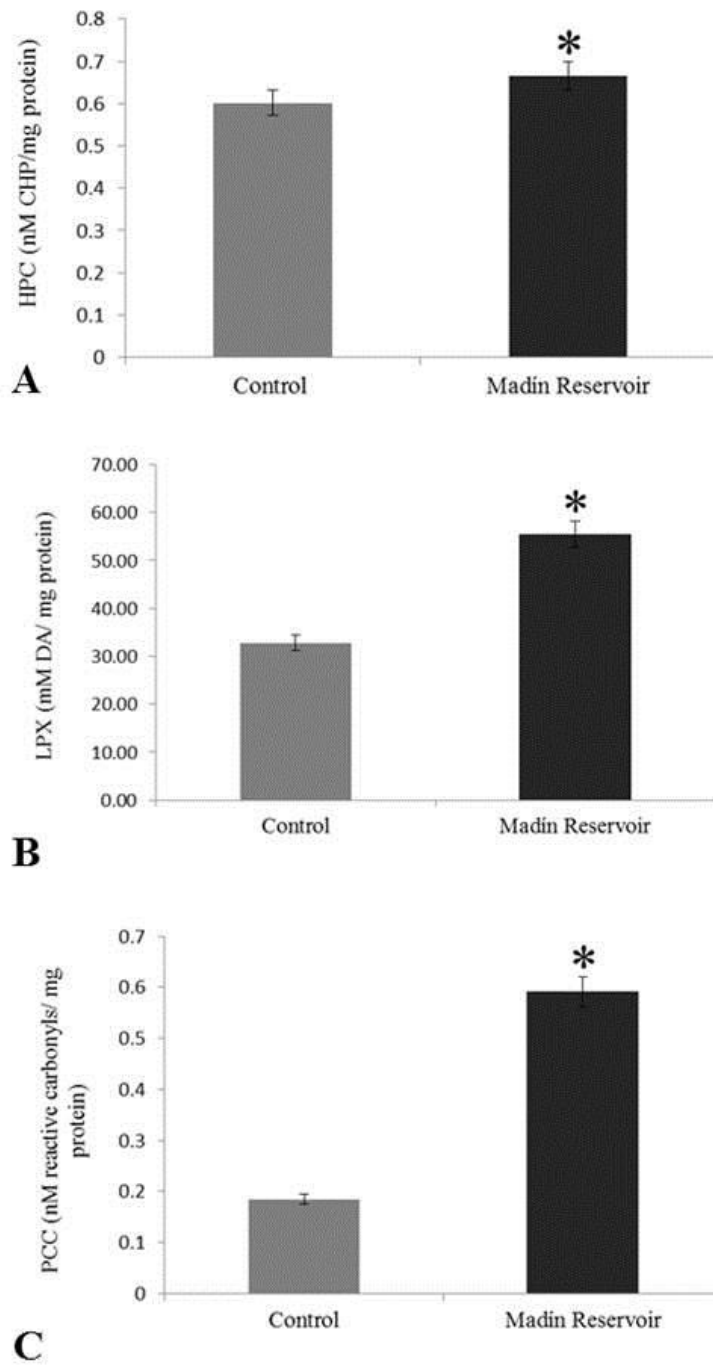 0.8
0.7
0.6
0.5
0.4
0.3
0.2
0.1
0
HPC (nM CHP/mg protein)
*
Control Madín Reservoir
A
70.00
60.00
50.00
40.00
30.00
20.00
10.00
0.00
LPX (mM DA/ mg protein)
*
Control Madín Reservoir
B
0.7
0.6
0.5
0.4
0.3
0.2
0.1
0
PCC (nM reactive carbonyls/ mg
protein)
*
Control Madín Reservoir
C